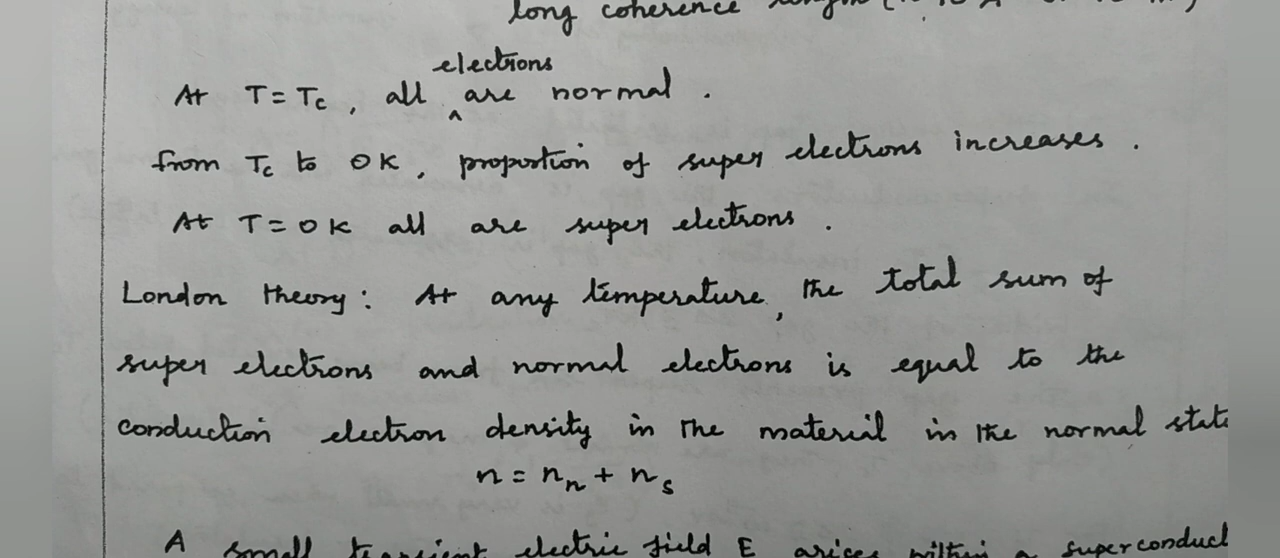 long coherence
electrons
At T = Tc, all ^ are normal.
from Tc to 0K, proportion of super electrons increases.
At T = 0K all are super electrons.
London theory: At any temperature, the total sum of
super electrons and normal electrons is equal to the
conduction electron density in the material in the normal state
n = nn + ns
A small transient electric field E arises within a superconduct